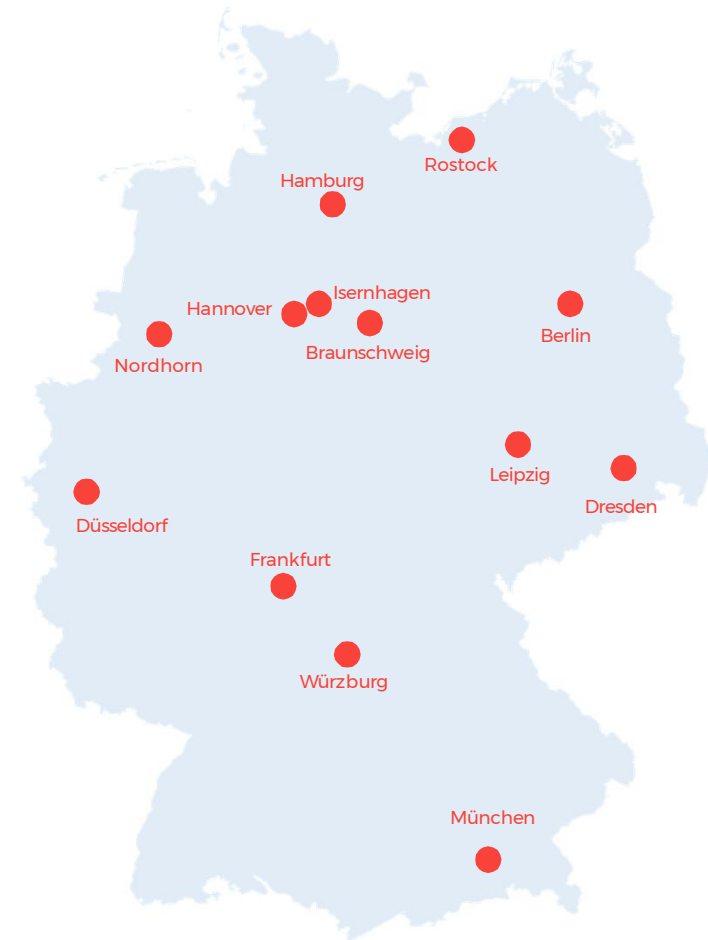 Rostock
Hamburg
Isernhagen
Hannover
Berlin
Braunschweig
Nordhorn
Leipzig
Dresden
Düsseldorf
Frankfurt
Würzburg
München